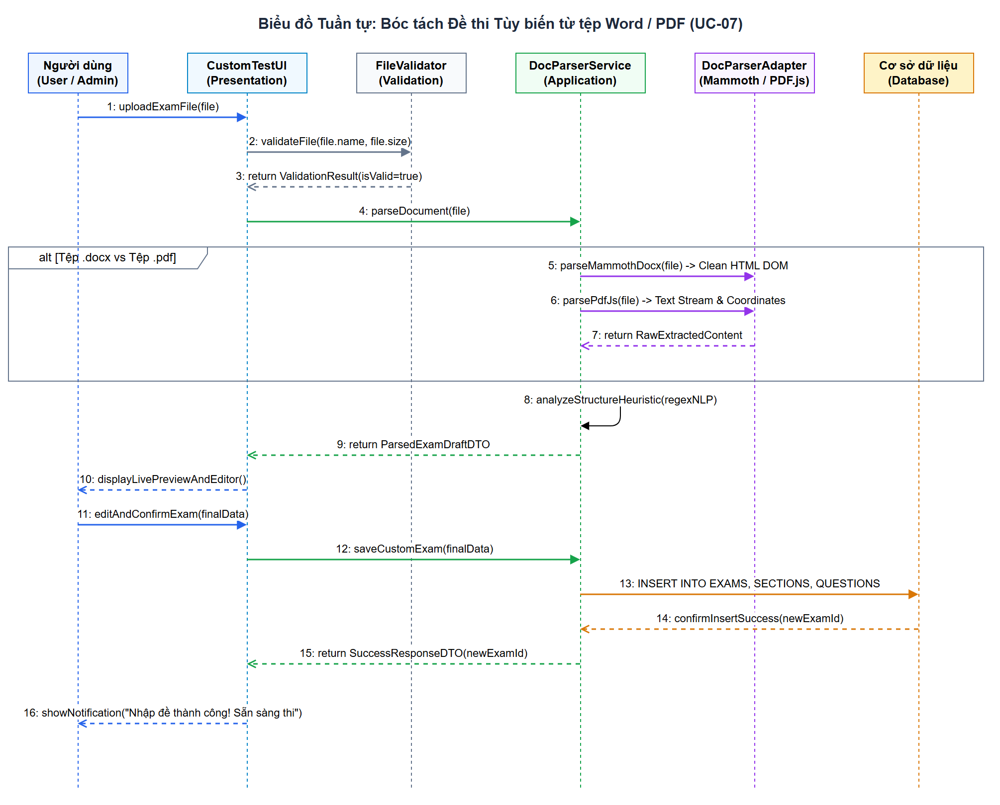 Biểu đồ Tuần tự: Bóc tách Đề thi Tùy biến từ tệp Word / PDF (UC-07)
Người dùng
(User / Admin)
CustomTestUI
(Presentation)
FileValidator
(Validation)
DocParserService
(Application)
DocParserAdapter
(Mammoth / PDF.js)
Cơ sở dữ liệu
(Database)
1: uploadExamFile(file)
2: validateFile(file.name, file.size)
3: return ValidationResult(isValid=true)
4: parseDocument(file)
alt [Tệp .docx vs Tệp .pdf]
5: parseMammothDocx(file) -> Clean HTML DOM
6: parsePdfJs(file) -> Text Stream & Coordinates
7: return RawExtractedContent
8: analyzeStructureHeuristic(regexNLP)
9: return ParsedExamDraftDTO
10: displayLivePreviewAndEditor()
11: editAndConfirmExam(finalData)
12: saveCustomExam(finalData)
13: INSERT INTO EXAMS, SECTIONS, QUESTIONS
14: confirmInsertSuccess(newExamId)
15: return SuccessResponseDTO(newExamId)
16: showNotification("Nhập đề thành công! Sẵn sàng thi")